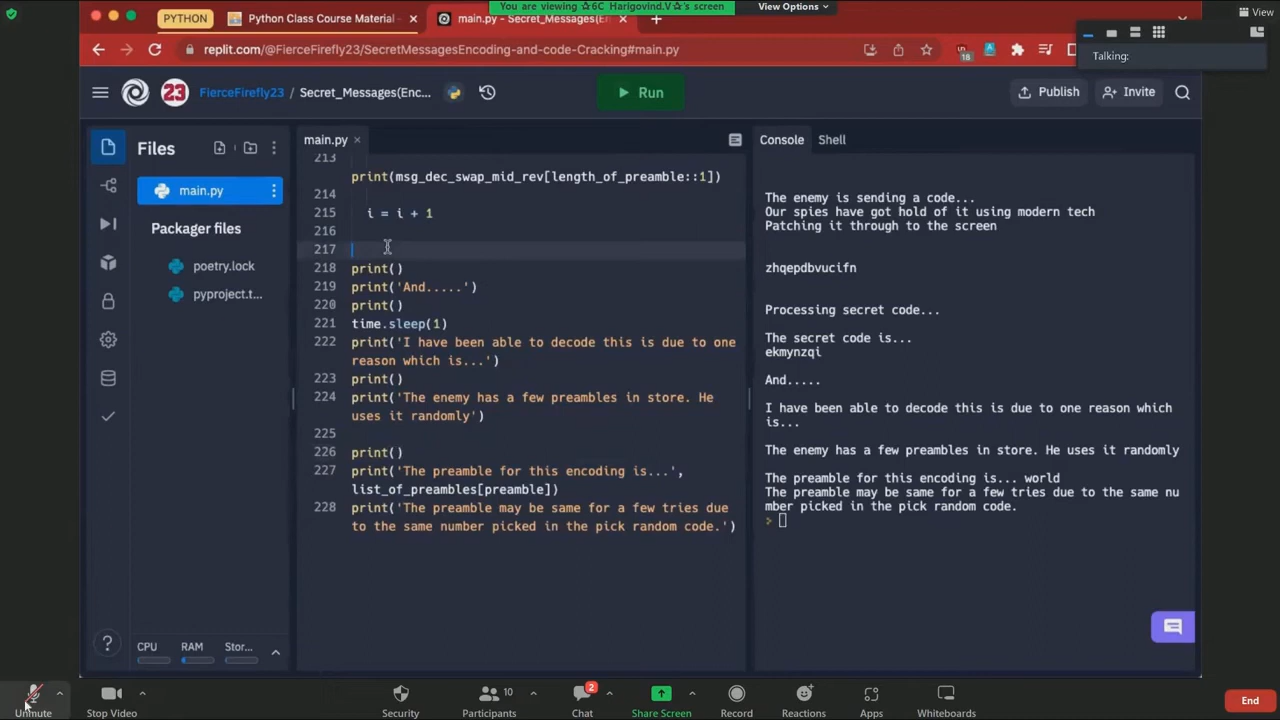 You are viewing ☆6C Harigovind.V☆'s screen
View Options
View
PYTHON
Python Class Course Material -
main.py - Secret_Messages(En
replit.com/@FierceFirefly23/SecretMessagesEncoding-and-code-Cracking#main.py
18
Talking:
23
FierceFirefly23 / Secret_Messages(Enc...
Run
Publish
Invite
Files
main.py
Packager files
poetry.lock
pyproject.t...
CPU
RAM
Stor...
main.py
213
print(msg_dec_swap_mid_rev[length_of_preamble::1])
214
215 i = i + 1
216
217
218 print()
219 print('And.....')
220 print()
221 time.sleep(1)
222 print('I have been able to decode this is due to one
reason which is...')
223 print()
224 print('The enemy has a few preambles in store. He
uses it randomly')
225
226 print()
227 print('The preamble for this encoding is...',
list_of_preambles[preamble])
228 print('The preamble may be same for a few tries due
to the same number picked in the pick random code.')
Console
Shell
The enemy is sending a code...
Our spies have got hold of it using modern tech
Patching it through to the screen
zhqepdbvucifn
Processing secret code...
The secret code is...
ekmynzqi
And.....
I have been able to decode this is due to one reason which
is...
The enemy has a few preambles in store. He uses it randomly
The preamble for this encoding is... world
The preamble may be same for a few tries due to the same nu
mber picked in the pick random code.
>
Unmute
Stop Video
Security
Participants
10
Chat
2
Share Screen
Record
Reactions
Apps
Whiteboards
End